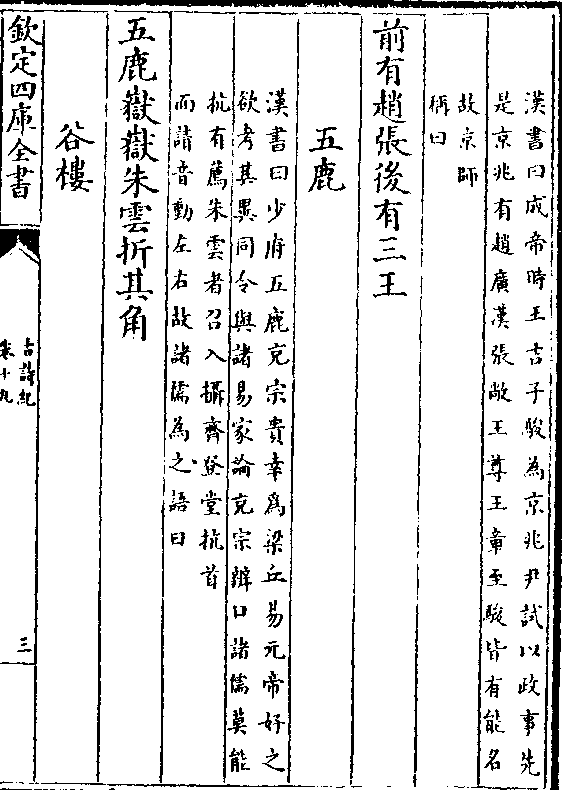 漢書曰成帝時王吉子駿為京兆尹試以政事先
是京兆有趙廣漢張敞王尊王章至駿皆有能名
故京師
稱曰
前有趙張後有三王
五鹿
漢書曰少府五鹿充宗貴幸為梁丘易元帝好之
欲考其異同令與諸易家論充宗辯口諸儒莫能
抗有薦朱雲者召入攝齊登堂抗首
而請音動左右故諸儒為之語曰
五鹿嶽嶽朱雲折其角
谷樓
欽定四庫全書
古詩紀
卷十九
三